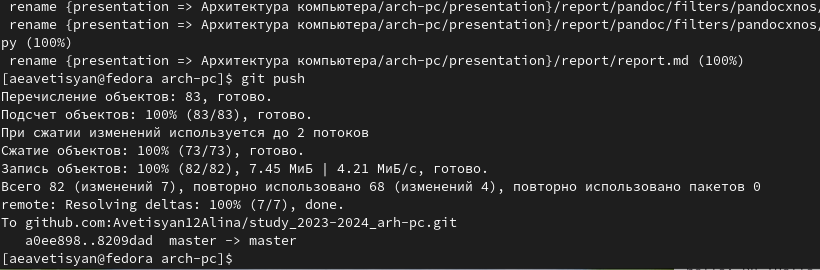 rename {presentation => Архитектура компьютера/arch-pc/presentation}/report/pandoc/filters/pandocxnos/
rename {presentation => Архитектура компьютера/arch-pc/presentation}/report/pandoc/filters/pandocxnos/
py (100%)
rename {presentation => Архитектура компьютера/arch-pc/presentation}/report/report.md (100%)
[aeavetisyan@fedora arch-pc]$ git push
Перечисление объектов: 83, готово.
Подсчет объектов: 100% (83/83), готово.
При сжатии изменений используется до 2 потоков
Сжатие объектов: 100% (73/73), готово.
Запись объектов: 100% (82/82), 7.45 МиБ | 4.21 МиБ/с, готово.
Всего 82 (изменений 7), повторно использовано 68 (изменений 4), повторно использовано пакетов 0
remote: Resolving deltas: 100% (7/7), done.
To github.com:Avetisyan12Alina/study_2023-2024_arh-pc.git
a0ee898..8209dad master -> master
[aeavetisyan@fedora arch-pc]$